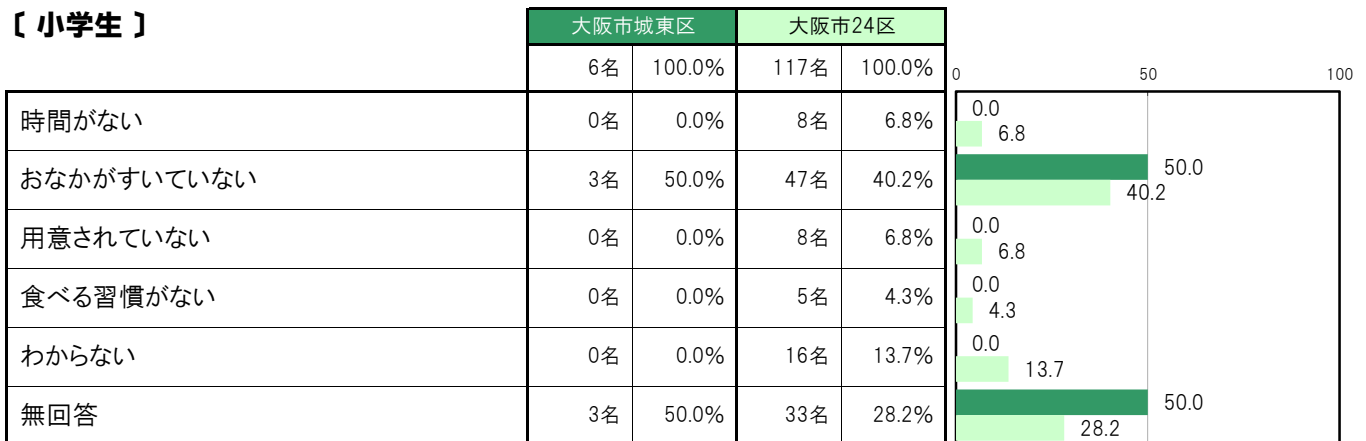 〔 小学生 〕
大阪市城東区 大阪市24区
6名 100.0% 117名 100.0% 0 50 100
時間がない 0名 0.0% 8名 6.8% 0.0
6.8
おなかがすいていない 3名 50.0% 47名 40.2% 50.0
40.2
用意されていない 0名 0.0% 8名 6.8% 0.0
6.8
食べる習慣がない 0名 0.0% 5名 4.3% 0.0
4.3
わからない 0名 0.0% 16名 13.7% 0.0
13.7
無回答 3名 50.0% 33名 28.2% 50.0
28.2